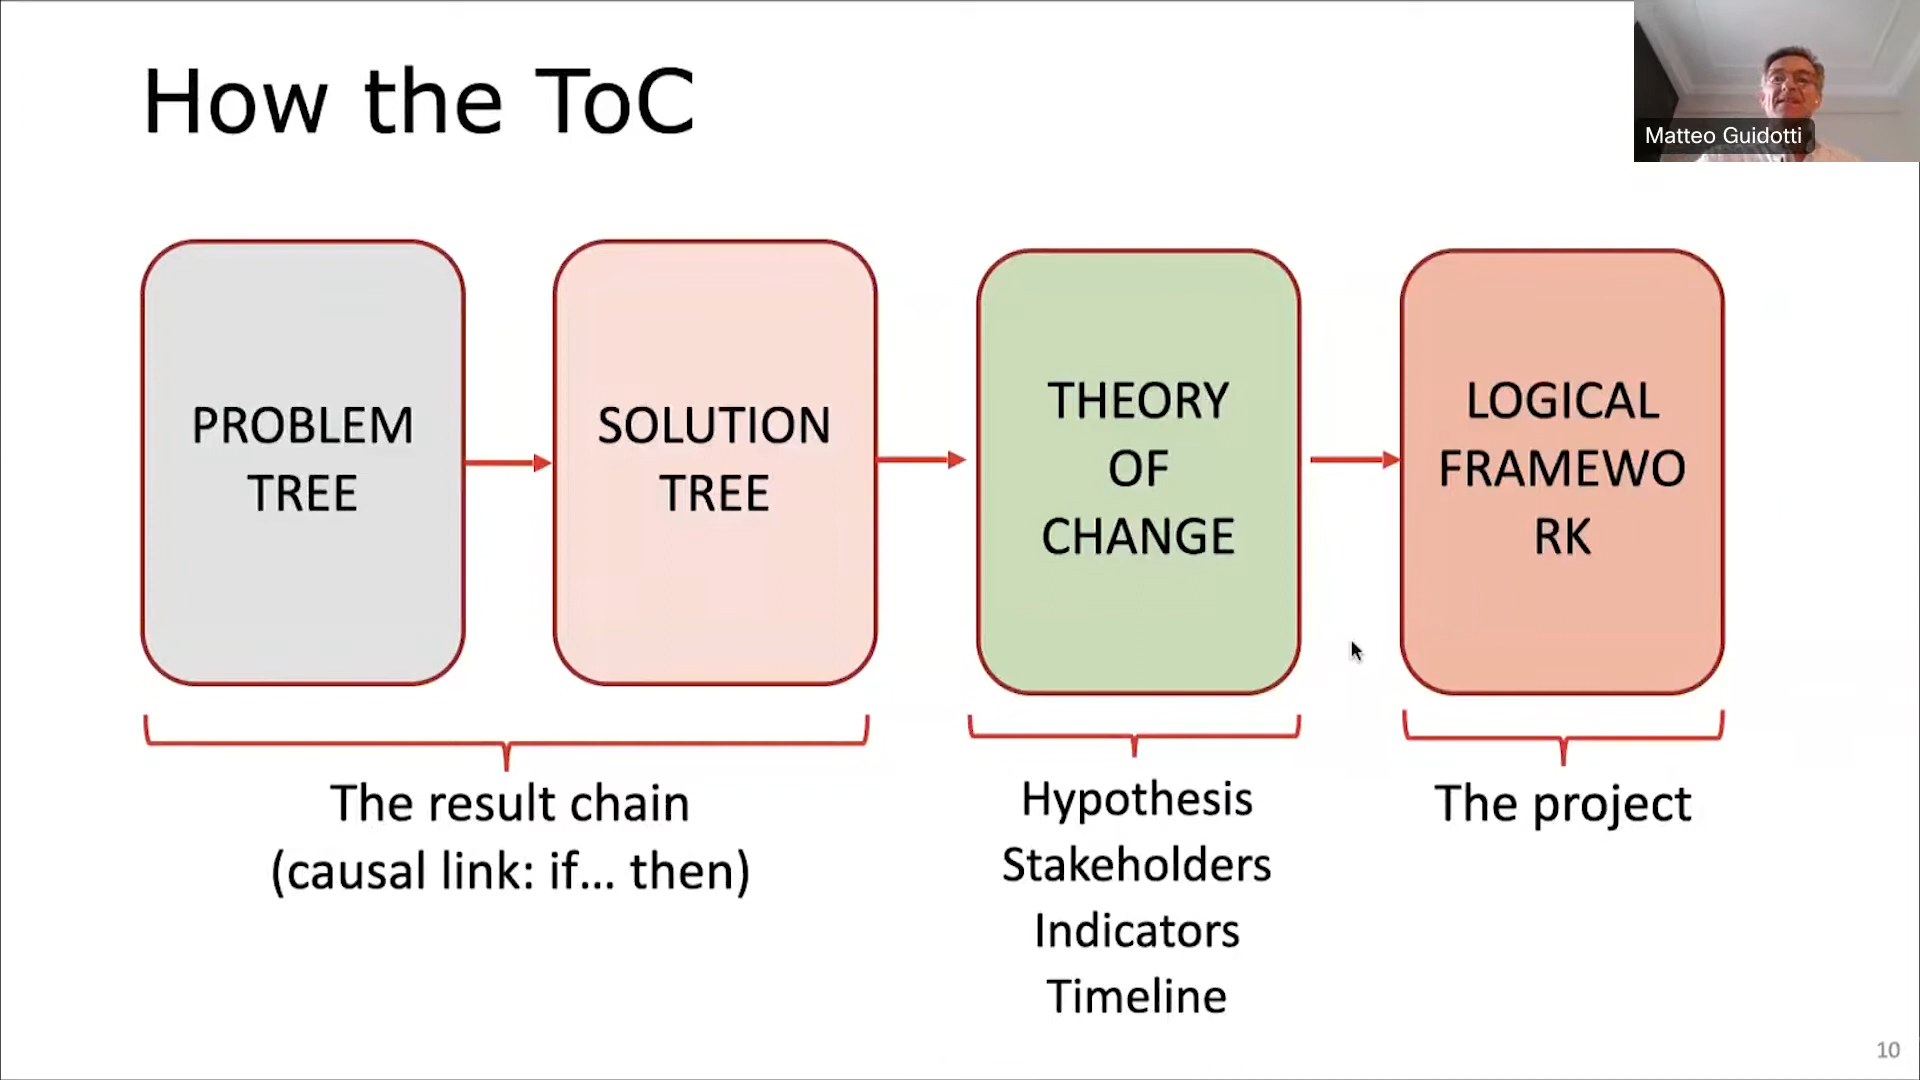 How the ToC
Matteo Guidotti
PROBLEM
TREE
SOLUTION
TREE
THEORY
OF
CHANGE
LOGICAL
FRAMEWO
RK
The result chain
(causal link: if... then)
Hypothesis
Stakeholders
Indicators
Timeline
The project
10